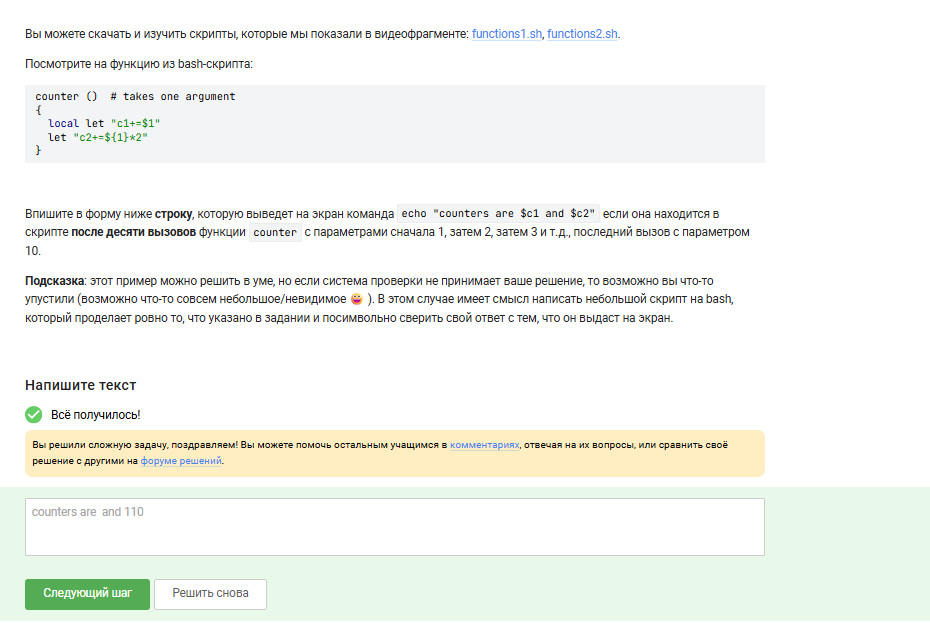 Вы можете скачать и изучить скрипты, которые мы показали в видеофрагменте: functions1.sh, functions2.sh.
Посмотрите на функцию из bash-скрипта:
counter ()  # takes one argument
{
  local let "c1+=$1"
  let "c2+=${1}*2"
}
Впишите в форму ниже строку, которую выведет на экран команда echo "counters are $c1 and $c2" если она находится в
скрипте после десяти вызовов функции counter с параметрами сначала 1, затем 2, затем 3 и т.д., последний вызов с параметром
10.
Подсказка: этот пример можно решить в уме, но если система проверки не принимает ваше решение, то возможно вы что-то
упустили (возможно что-то совсем небольшое/невидимое 😄 ). В этом случае имеет смысл написать небольшой скрипт на bash,
который проделает ровно то, что указано в задании и посимвольно сверить свой ответ с тем, что он выдаст на экран.
Напишите текст
Всё получилось!
Вы решили сложную задачу, поздравляем! Вы можете помочь остальным учащимся в комментариях, отвечая на их вопросы, или сравнить своё
решение с другими на форуме решений.
counters are  and 110
Следующий шаг
Решить снова